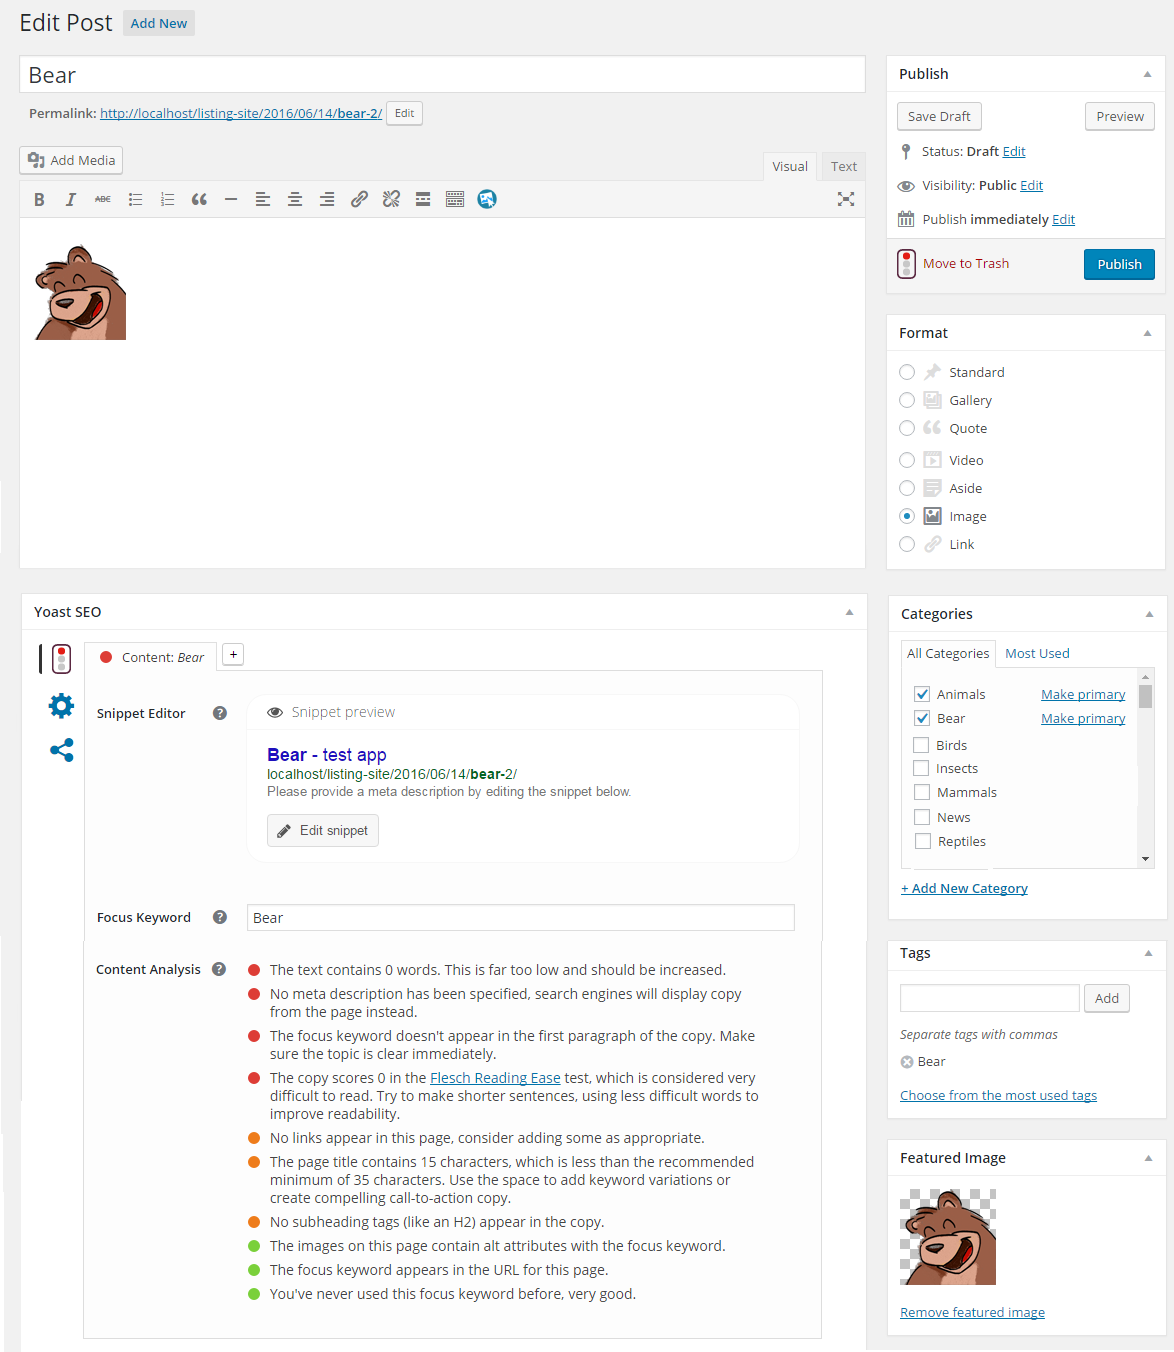 Edit Post Add New
Bear
Permalink: http://localhost/listing-site/2016/06/14/bear-2/ Edit
Add Media
Visual Text
B I ABC
Publish
Save Draft Preview
Status: Draft Edit
Visibility: Public Edit
Publish immediately Edit
Move to Trash Publish
Format
Standard
Gallery
Quote
Video
Aside
Image
Link
Yoast SEO
Content: Bear +
Snippet Editor ?
Snippet preview
Bear - test app
localhost/listing-site/2016/06/14/bear-2/
Please provide a meta description by editing the snippet below.
Edit snippet
Focus Keyword ? Bear
Content Analysis ?
The text contains 0 words. This is far too low and should be increased.
No meta description has been specified, search engines will display copy
from the page instead.
The focus keyword doesn't appear in the first paragraph of the copy. Make
sure the topic is clear immediately.
The copy scores 0 in the Flesch Reading Ease test, which is considered very
difficult to read. Try to make shorter sentences, using less difficult words to
improve readability.
No links appear in this page, consider adding some as appropriate.
The page title contains 15 characters, which is less than the recommended
minimum of 35 characters. Use the space to add keyword variations or
create compelling call-to-action copy.
No subheading tags (like an H2) appear in the copy.
The images on this page contain alt attributes with the focus keyword.
The focus keyword appears in the URL for this page.
You've never used this focus keyword before, very good.
Categories
All Categories Most Used
Animals Make primary
Bear Make primary
Birds
Insects
Mammals
News
Reptiles
+ Add New Category
Tags
Add
Separate tags with commas
Bear
Choose from the most used tags
Featured Image
Remove featured image